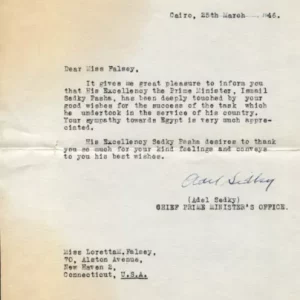 Cairo, 25th March 946.
Dear Miss Falsey,
It gives me great pleasure to inform you
that His Excellency the Prime Minister, Ismail
Sedky Pasha, has been deeply touched by your
good wishes for the success of the task which
he undertook in the service of his country.
Your sympathy towards Egypt is very much appre-
ciated.
His Excellency Sedky Pasha desires to thank
you so much for your kind feelings and conveys
to you his best wishes.
Adel Sedky
(Adel Sedky)
CHIEF PRIME MINISTER'S OFFICE.
Miss LorettaM, Falsey,
70, Alston Avenue,
New Haven 2,
Connecticut, U.S.A.